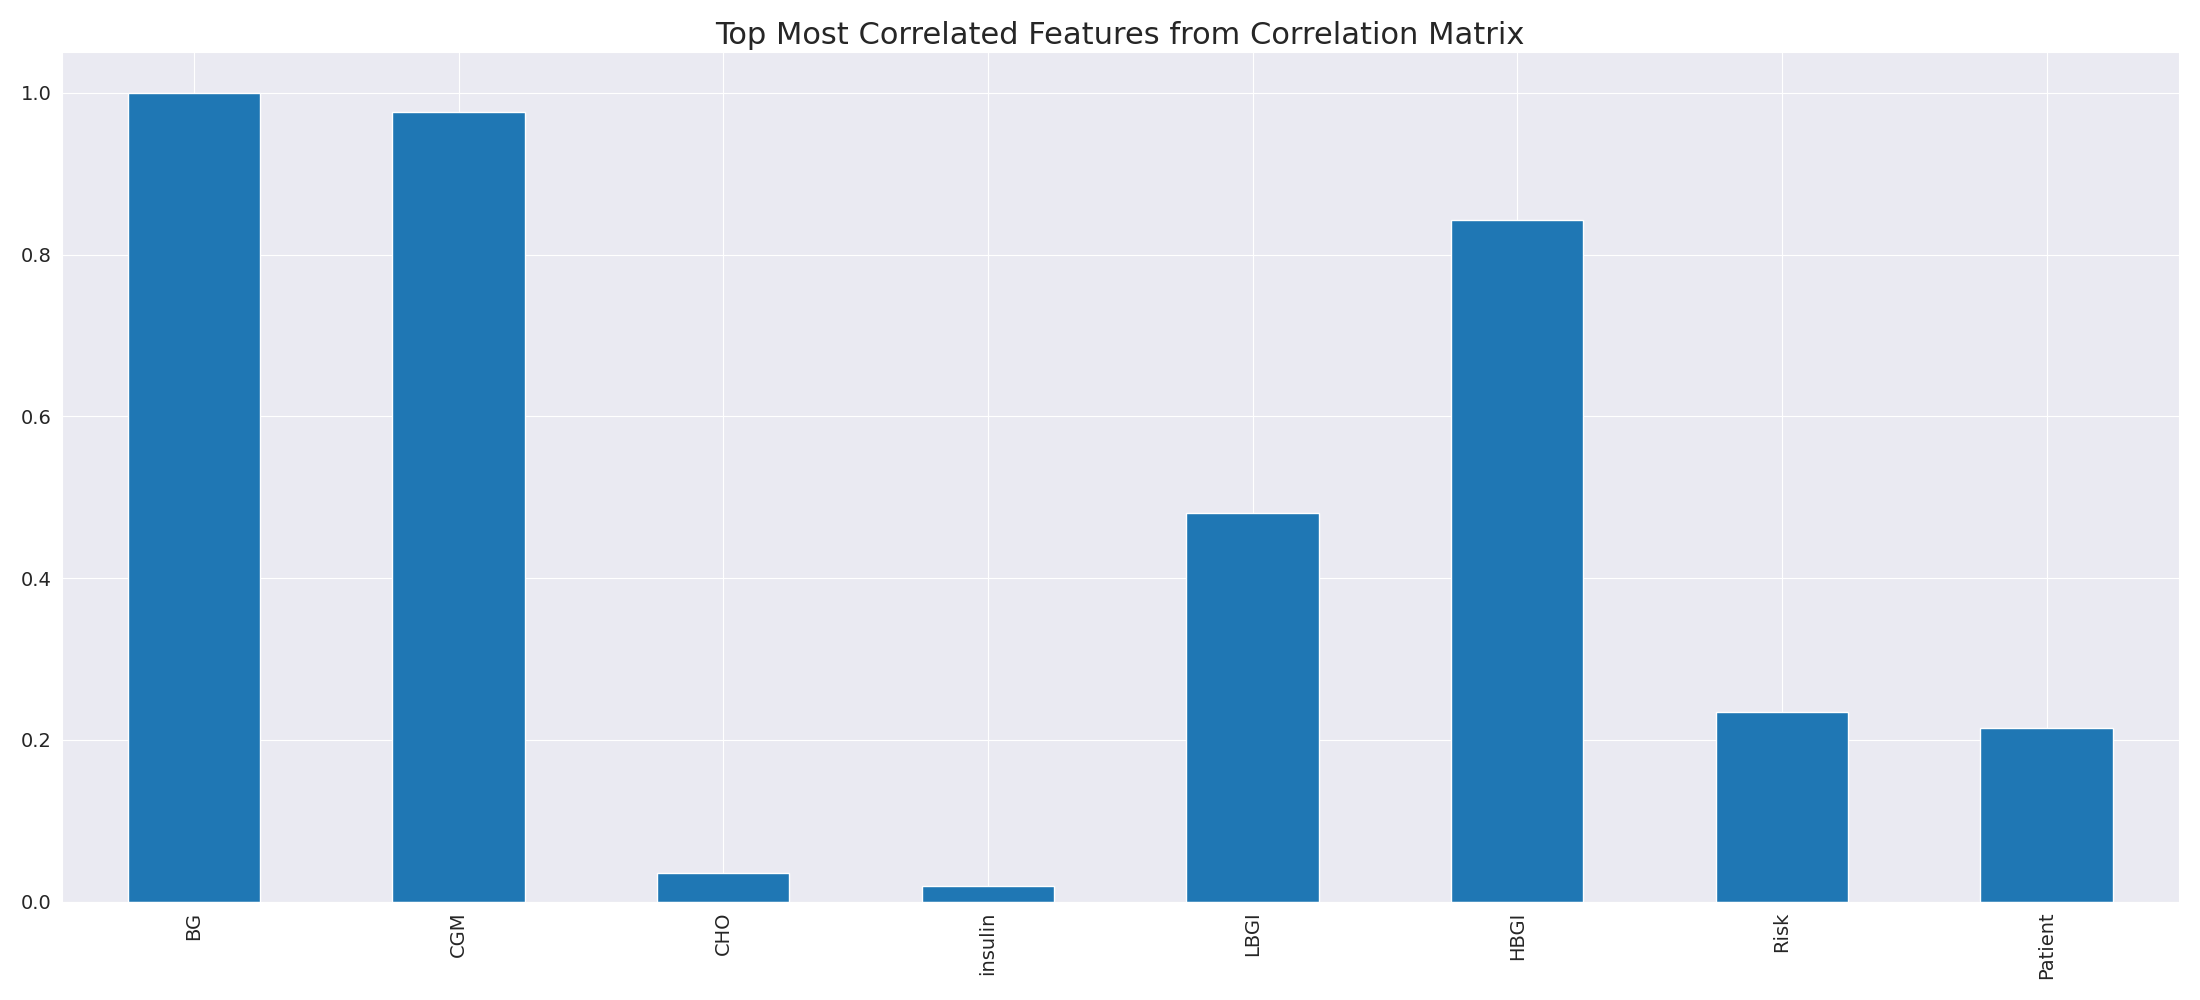 Top Most Correlated Features from Correlation Matrix
1.0
0.8
0.6
0.4
0.2
0.0
BG
CGM
CHO
insulin
LBGI
HBGI
Risk
Patient